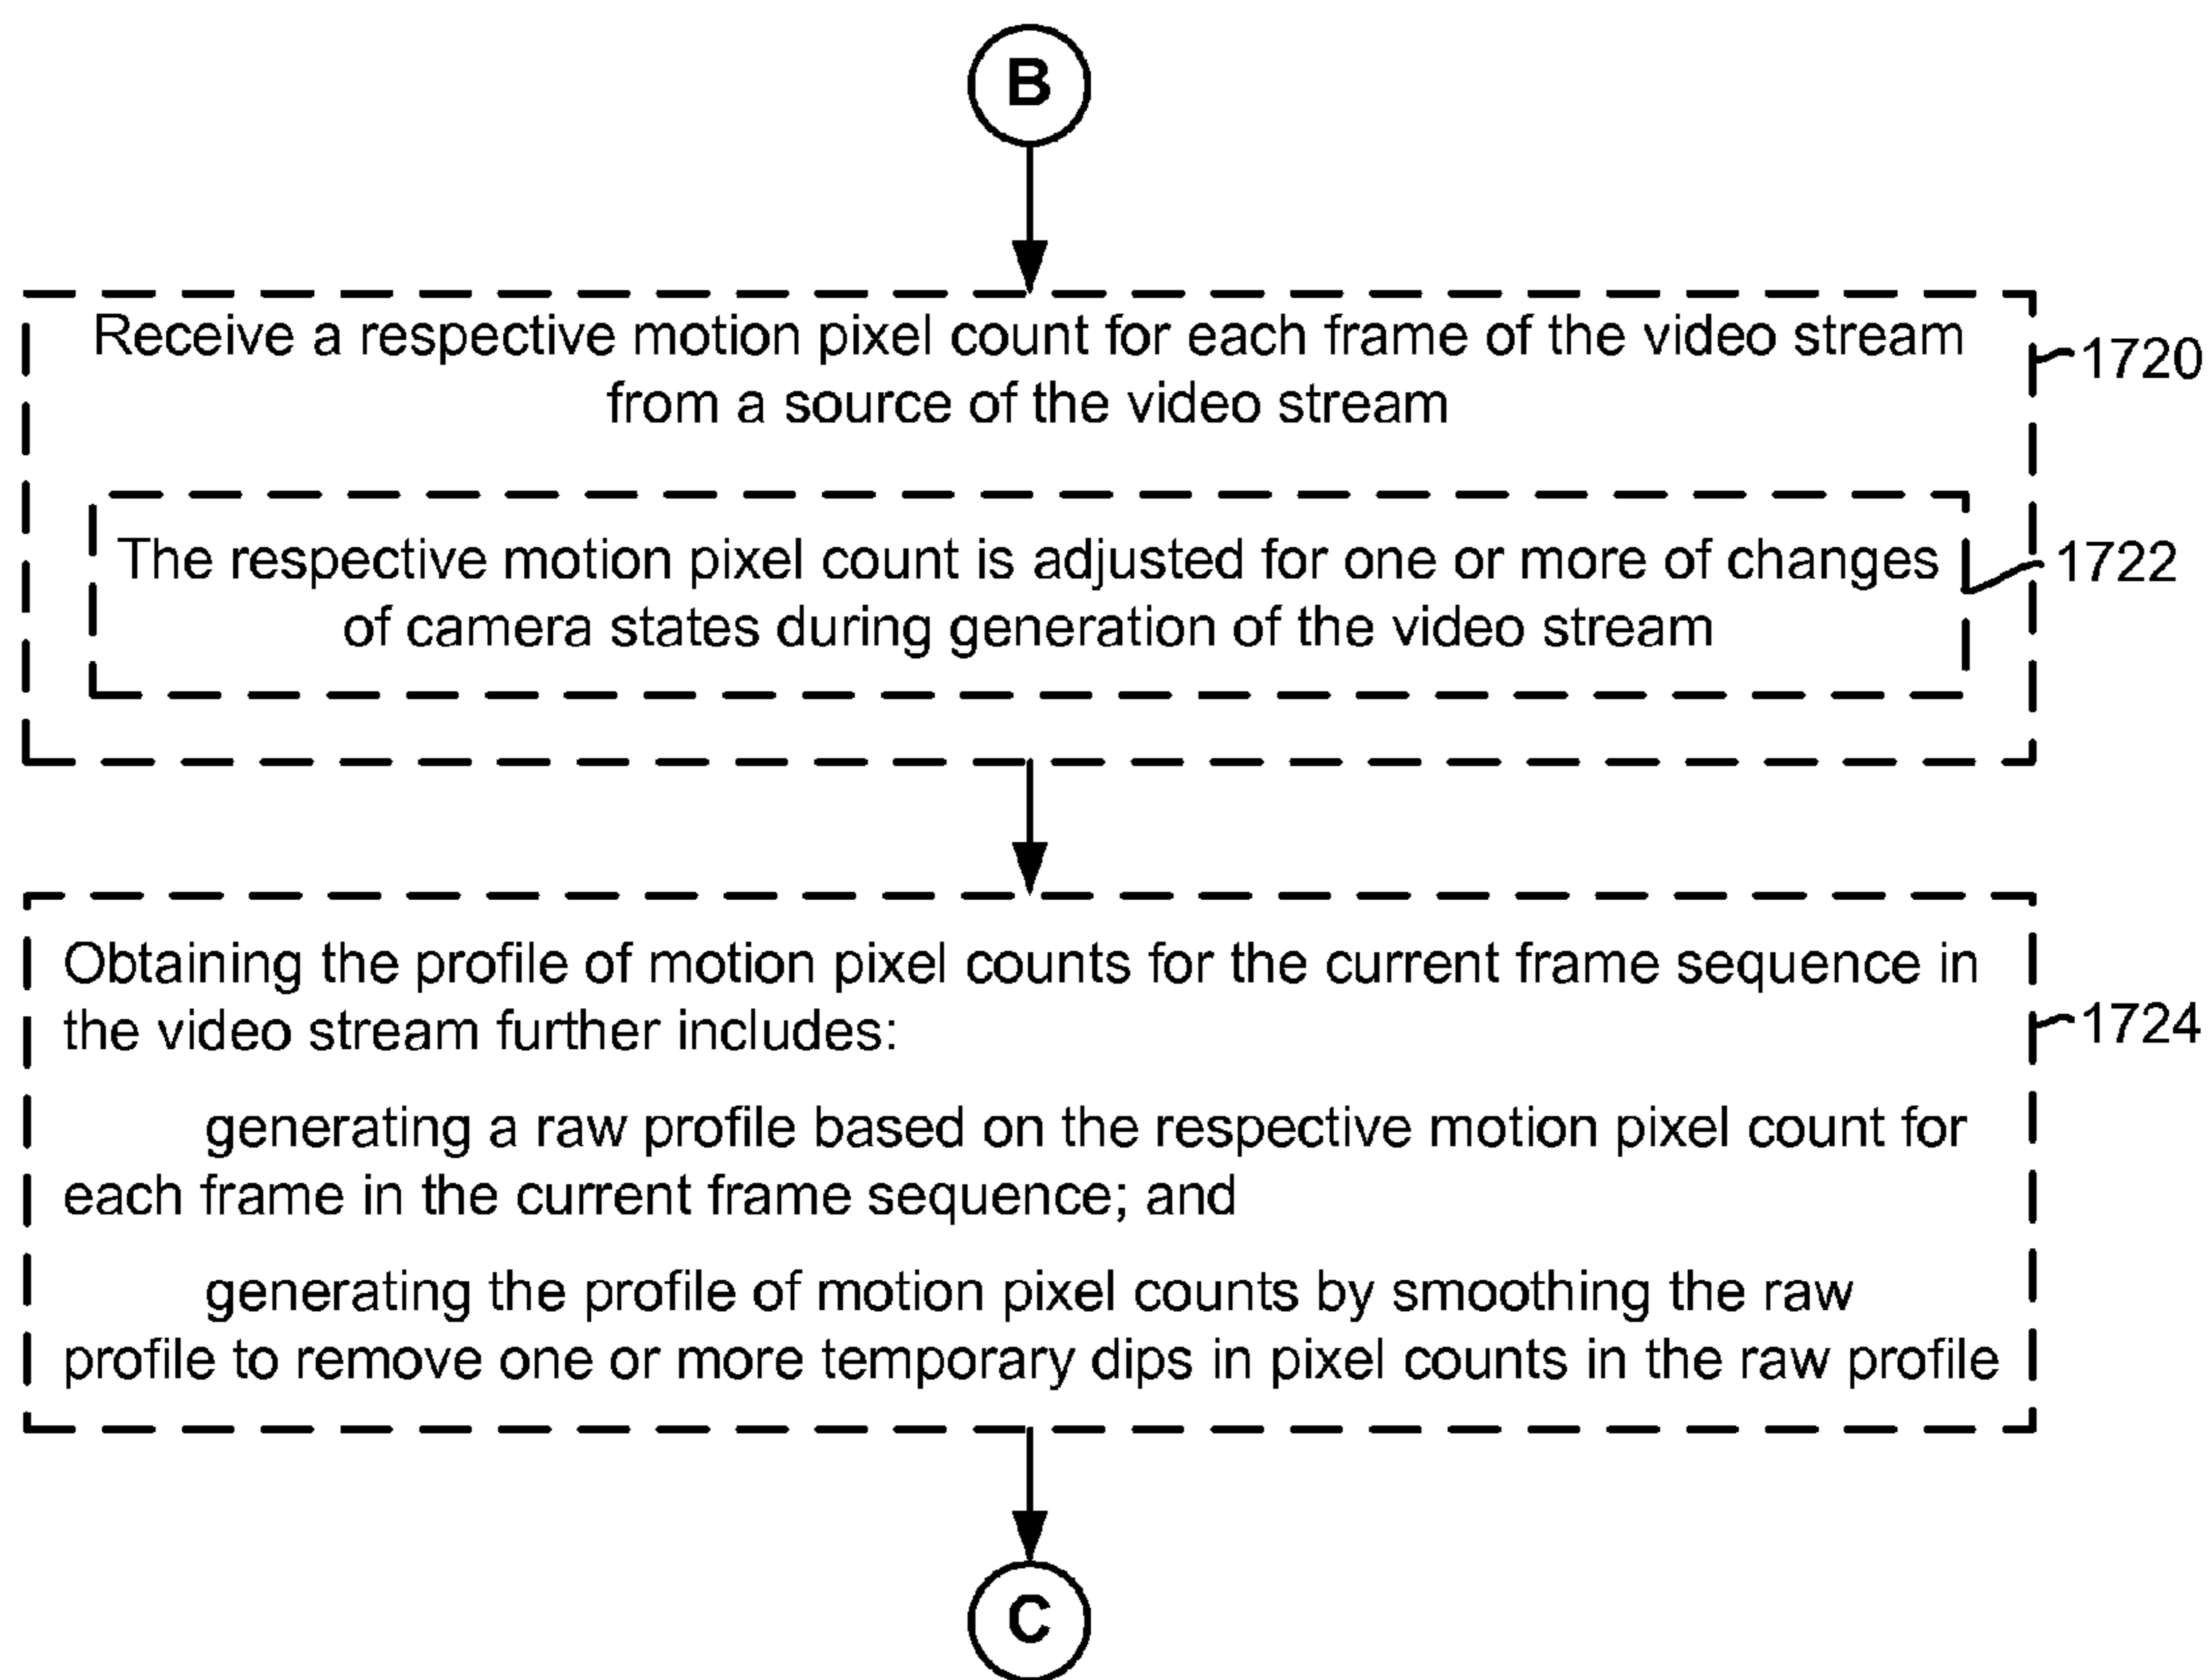 B
Receive a respective motion pixel count for each frame of the video stream
from a source of the video stream
1720
The respective motion pixel count is adjusted for one or more of changes
of camera states during generation of the video stream
1722
Obtaining the profile of motion pixel counts for the current frame sequence in
the video stream further includes:
1724
generating a raw profile based on the respective motion pixel count for
each frame in the current frame sequence; and
generating the profile of motion pixel counts by smoothing the raw
profile to remove one or more temporary dips in pixel counts in the raw profile
C